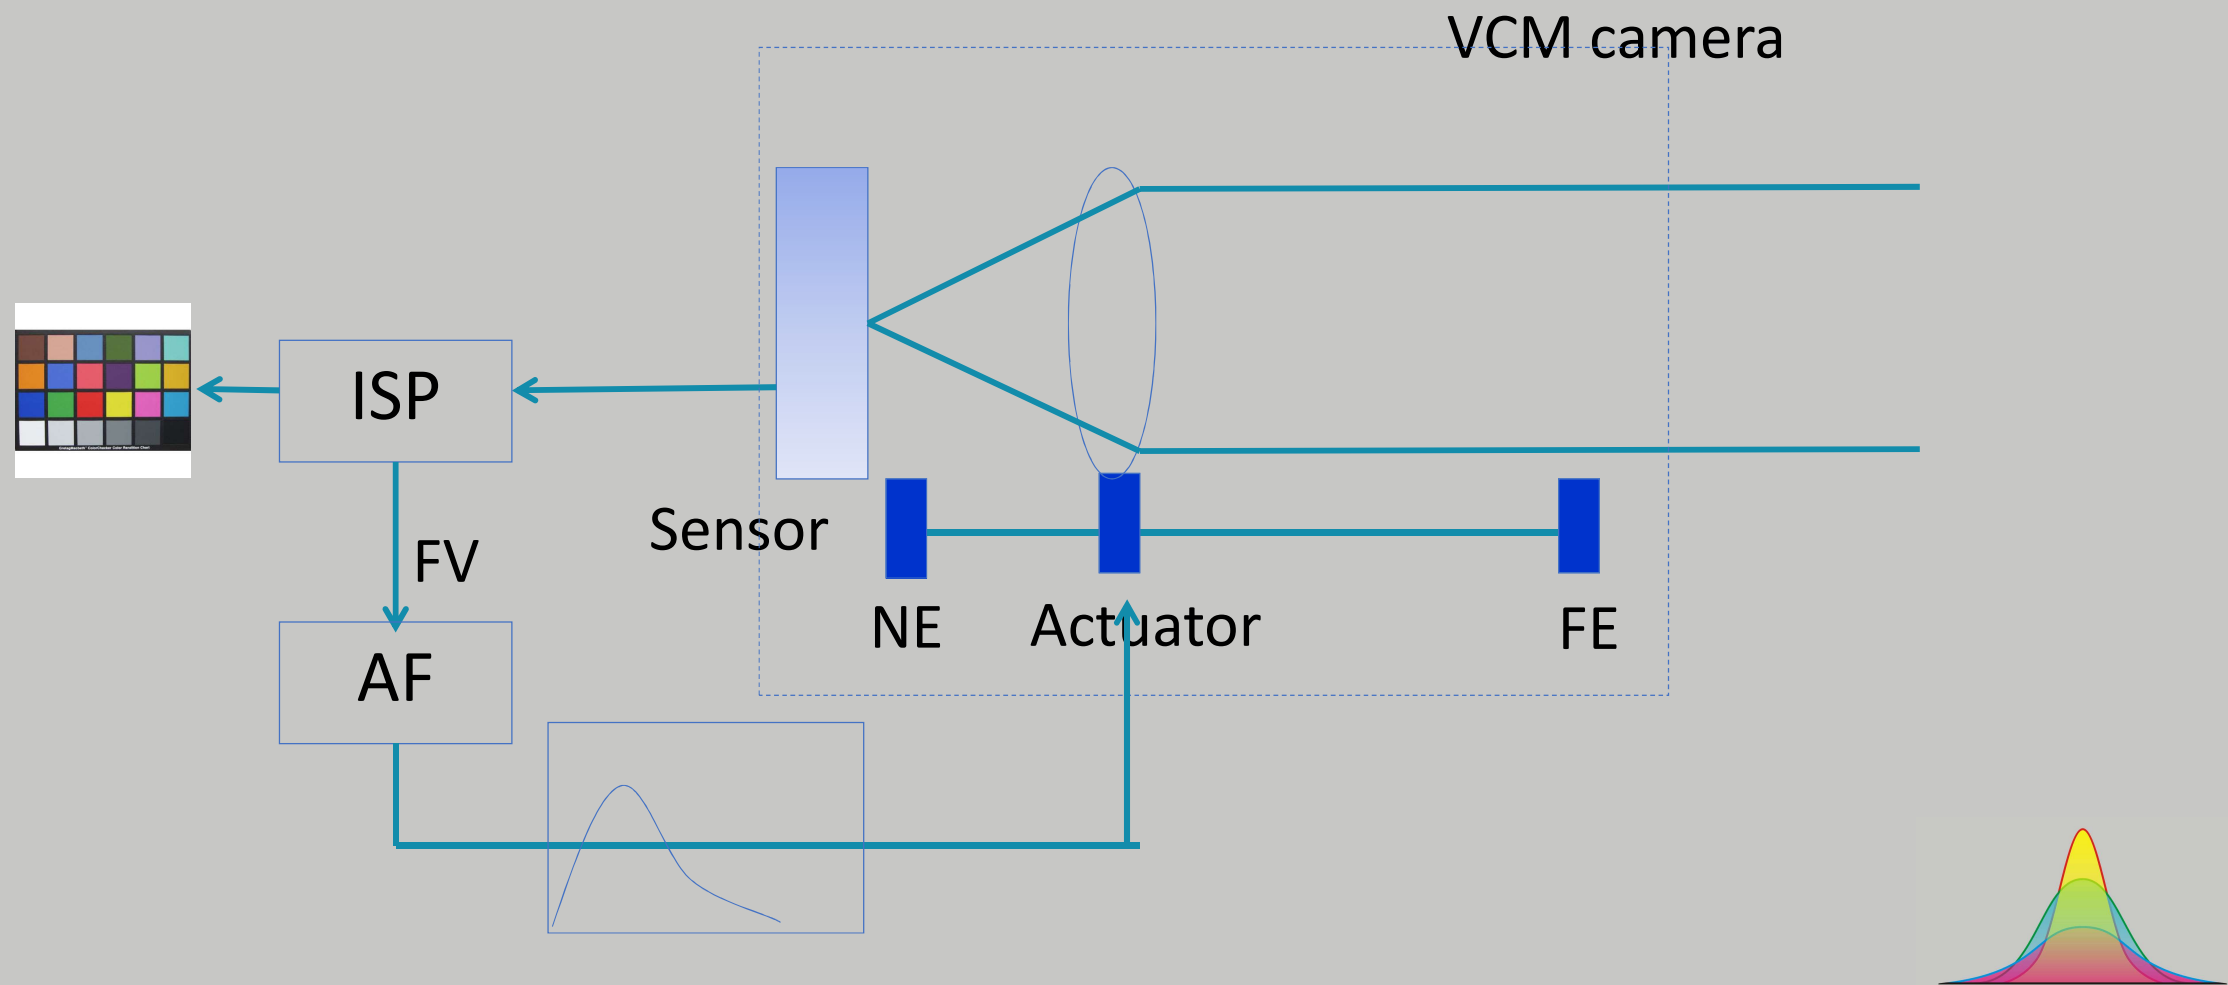 VCM camera
ISP
Sensor
FV
NE
Actuator
FE
AF